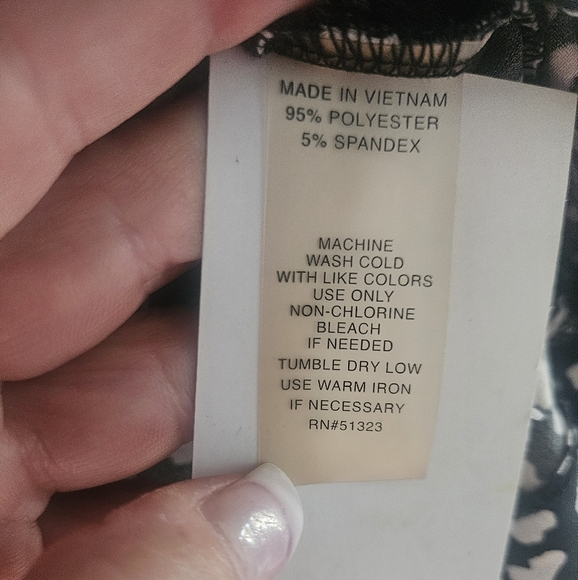 MADE IN VIETNAM
95% POLYESTER
5% SPANDEX
MACHINE
WASH COLD
WITH LIKE COLORS
USE ONLY
NON-CHLORINE
BLEACH
IF NEEDED
TUMBLE DRY LOW
USE WARM IRON
IF NECESSARY
RN#51323